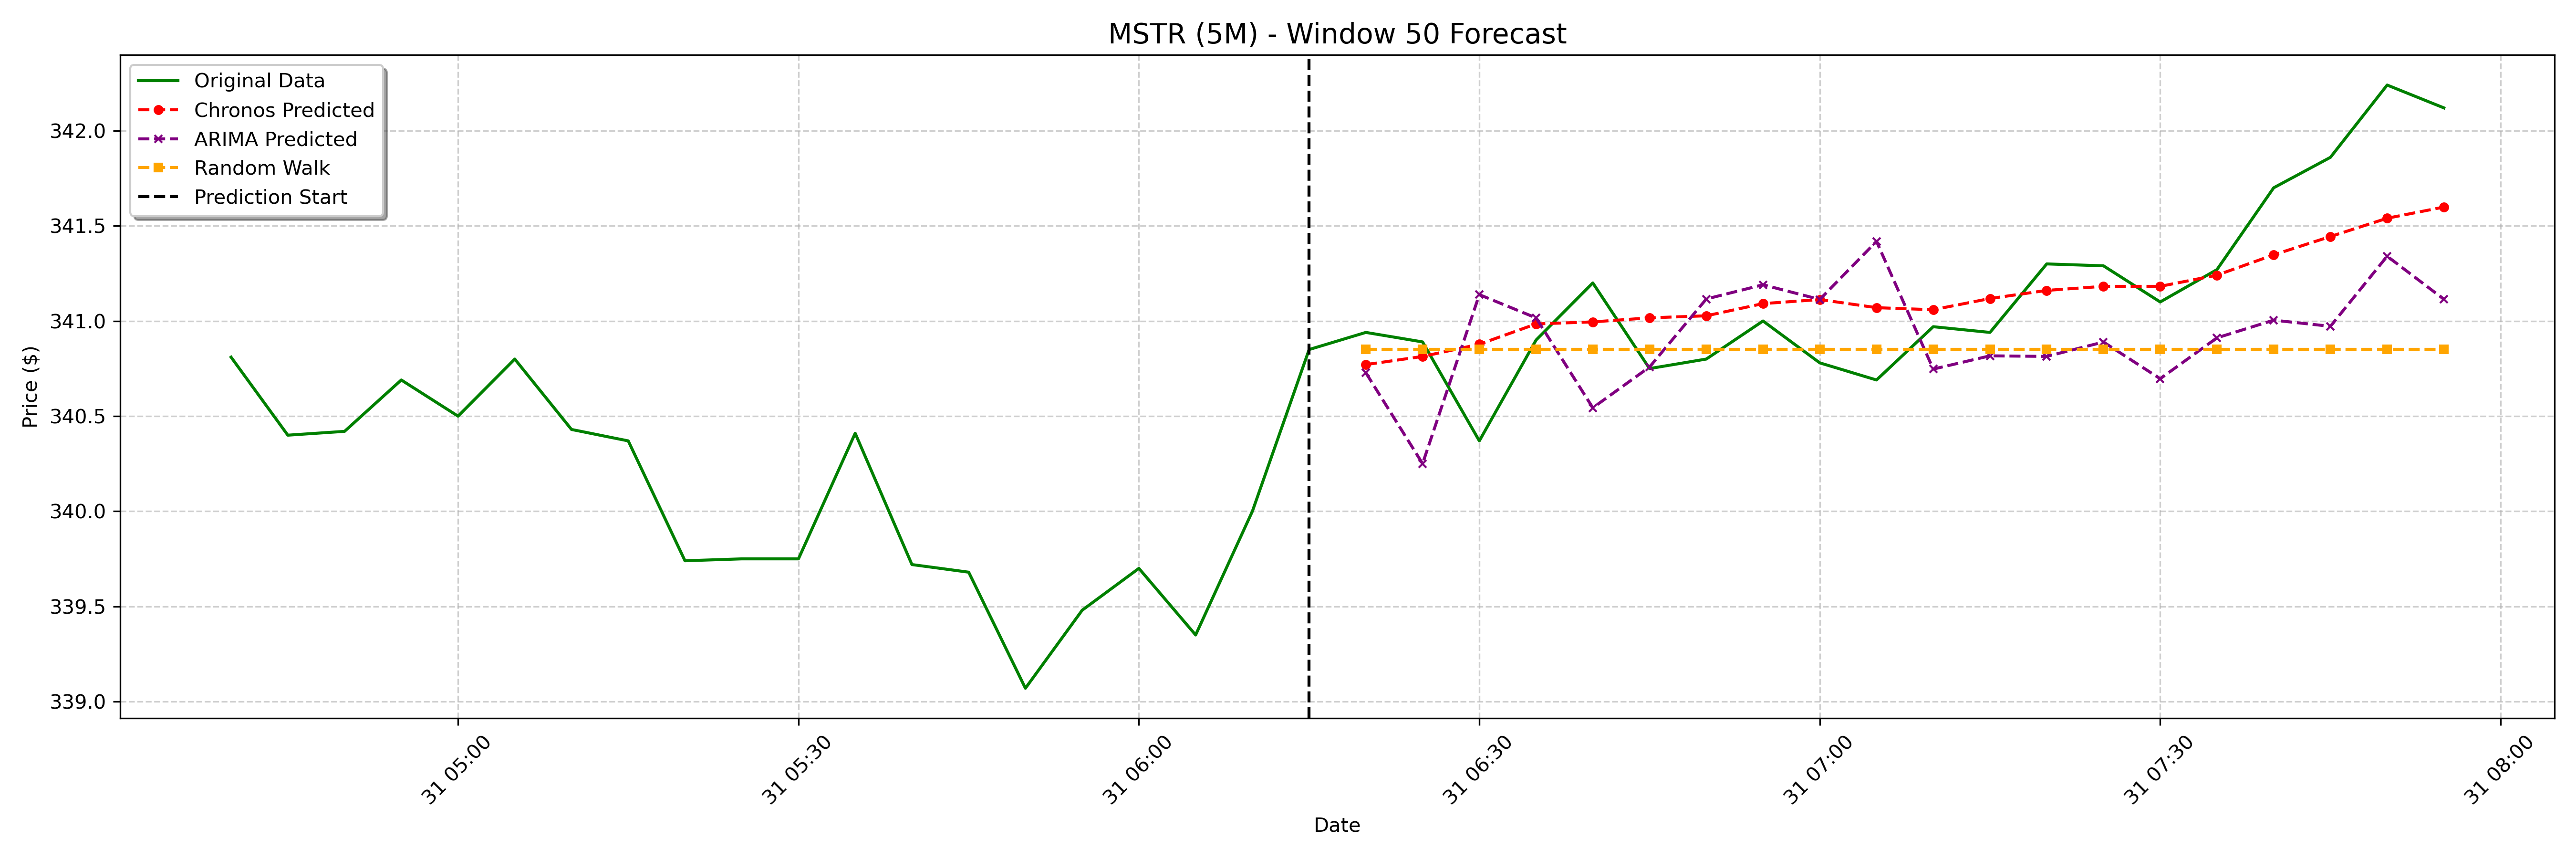 MSTR (5M) - Window 50 Forecast
Original Data
Chronos Predicted
ARIMA Predicted
Random Walk
Prediction Start
Price ($)
342.0
341.5
341.0
340.5
340.0
339.5
339.0
31 05:00
31 05:30
31 06:00
31 06:30
31 07:00
31 07:30
31 08:00
Date